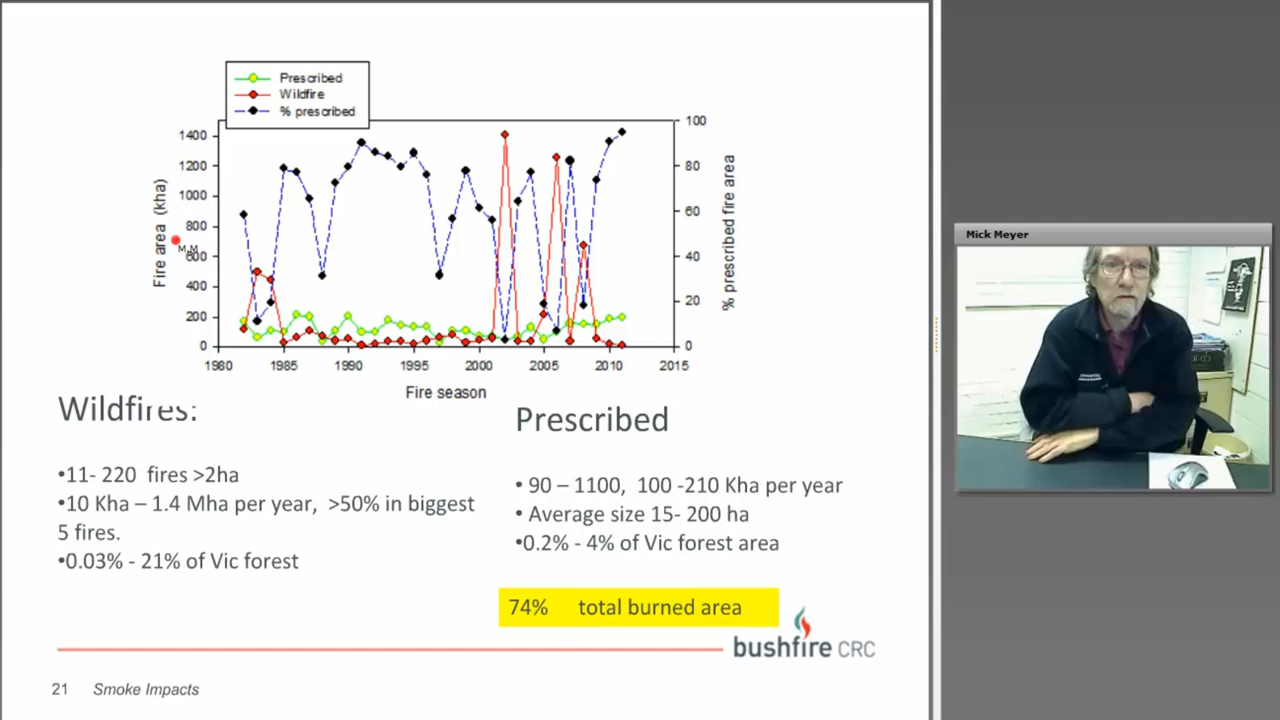 Prescribed
Wildfire
% prescribed
1400
1200
1000
800
600
400
200
0
100
80
60
40
20
0
Fire area (kha)
% prescribed fire area
M.M
1980 1985 1990 1995 2000 2005 2010 2015
Fire season
Wildfires:
•11- 220 fires >2ha
•10 Kha – 1.4 Mha per year, >50% in biggest
5 fires.
•0.03% - 21% of Vic forest
Prescribed
• 90 – 1100, 100 -210 Kha per year
• Average size 15- 200 ha
•0.2% - 4% of Vic forest area
74% total burned area
bushfire CRC
21 Smoke Impacts
Mick Meyer